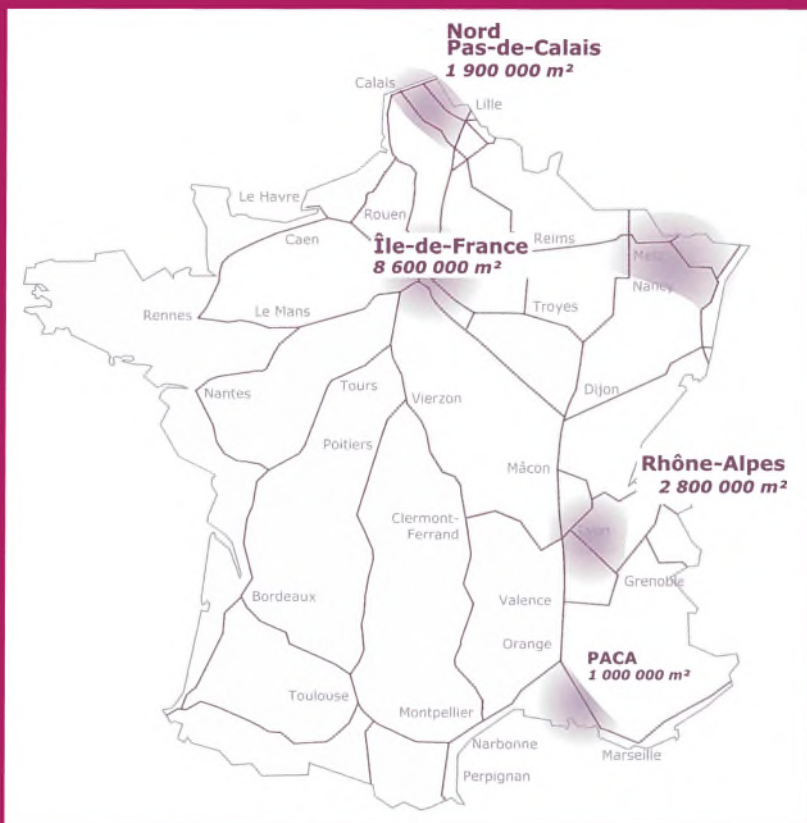 Nord
Pas-de-Calais
1 900 000 m²
Calais
Lille
Le Havre
Rouen
Caen
Île-de-France
8 600 000 m²
Reims
Metz
Nancy
Rennes
Le Mans
Troyes
Nantes
Tours
Vierzon
Dijon
Poitiers
Mâcon
Rhône-Alpes
2 800 000 m²
Clermont-
Ferrand
Lyon
Grenoble
Bordeaux
Valence
Orange
PACA
1 000 000 m²
Toulouse
Montpellier
Narbonne
Marseille
Perpignan